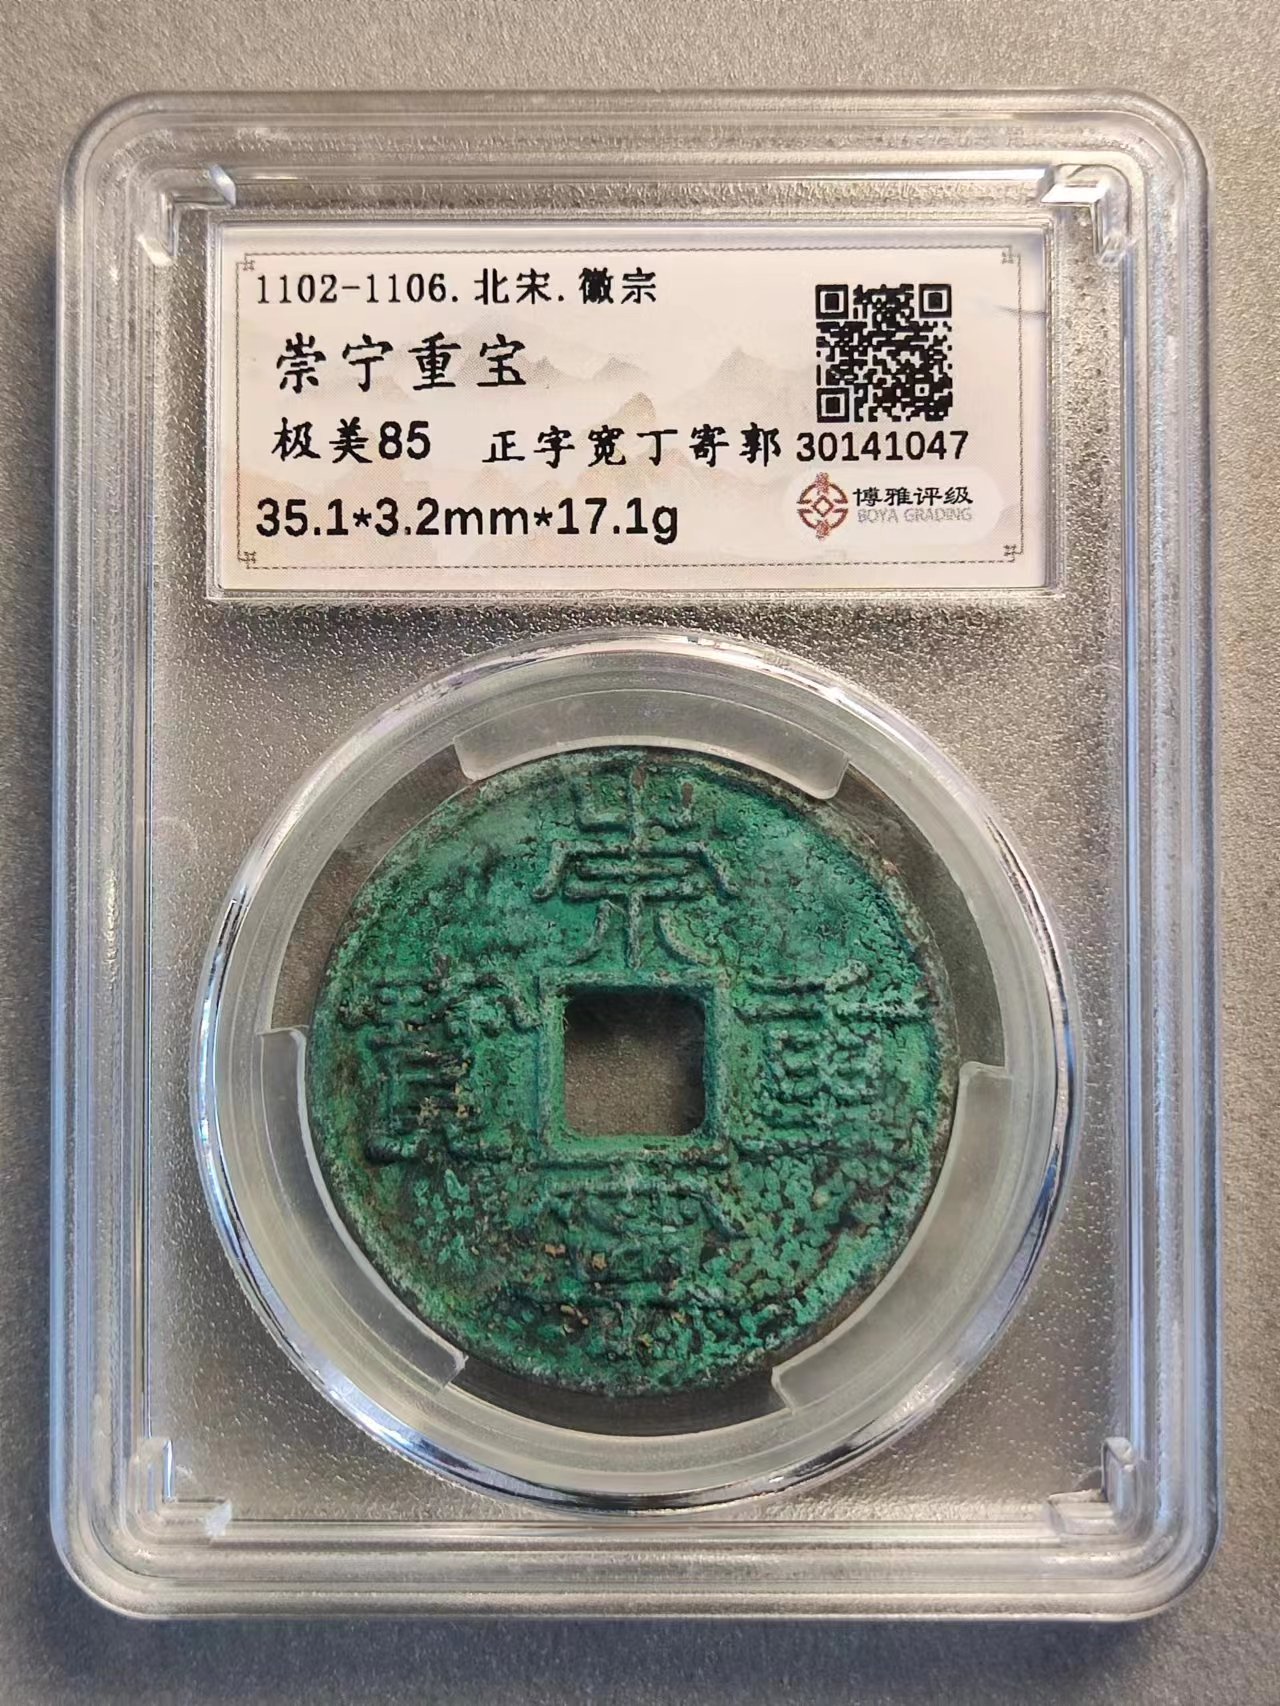 1102-1106.北宋.徽宗
崇宁重宝
极美85 正字宽丁寄郭 30141047
35.1*3.2mm*17.1g
博雅评级
BOYA GRADING
崇
寶 重
寧